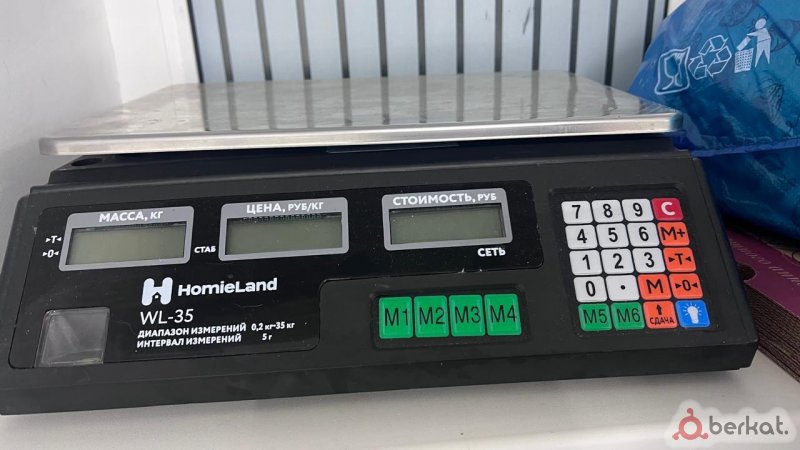 МАССА, КГ
ЦЕНА, РУБ/КГ
СТОИМОСТЬ, РУБ
▸T◂
▸0◂
СТАБ
СЕТЬ
HomieLand
WL-35
ДИАПАЗОН ИЗМЕРЕНИЙ 0,2 кг-35 кг
ИНТЕРВАЛ ИЗМЕРЕНИЙ 5 г
M1 M2 M3 M4
7 8 9 C
4 5 6 M+
1 2 3 ▸T◂
0 . M ▸0◂
M5 M6 СДАЧА
berkat.